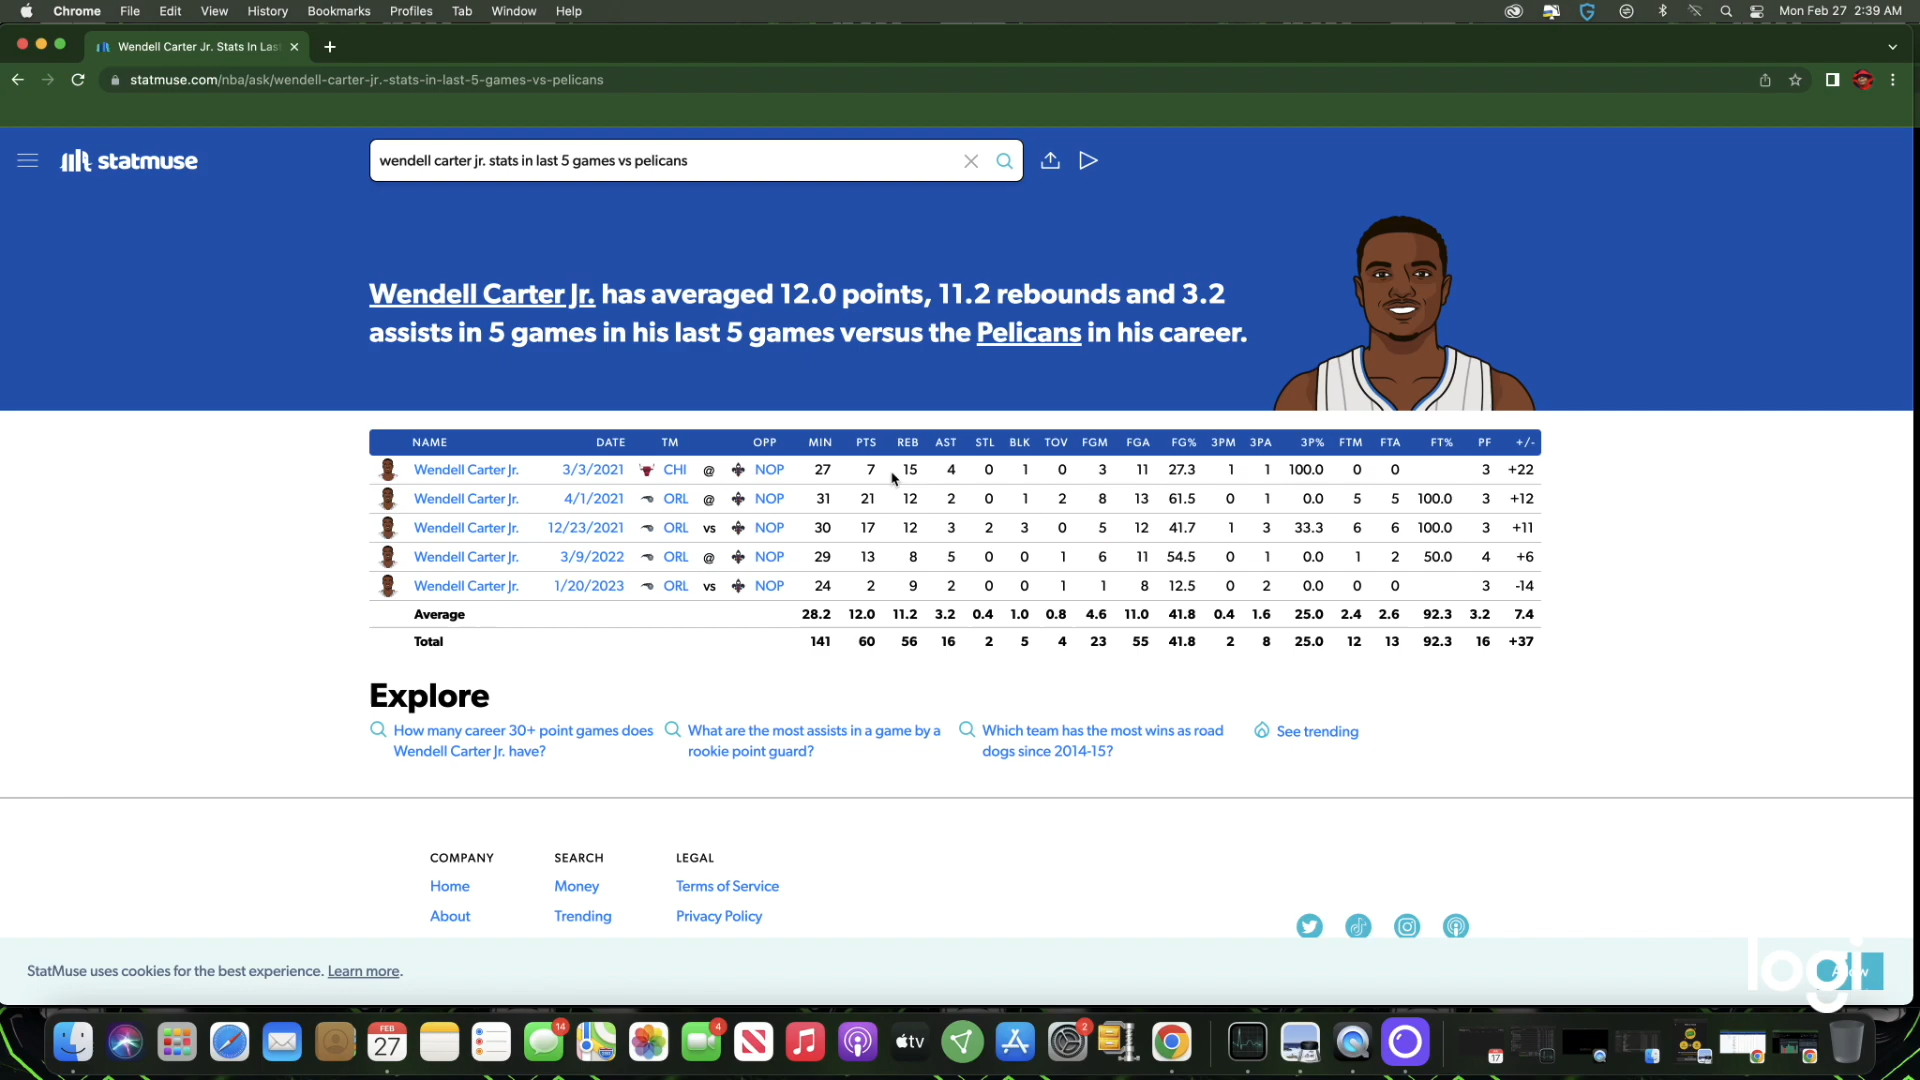 Chrome File Edit View History Bookmarks Profiles Tab Window Help Mon Feb 27 2:39 AM
Wendell Carter Jr. Stats In Las
statmuse.com/nba/ask/wendell-carter-jr.-stats-in-last-5-games-vs-pelicans
statmuse
wendell carter jr. stats in last 5 games vs pelicans
Wendell Carter Jr. has averaged 12.0 points, 11.2 rebounds and 3.2
assists in 5 games in his last 5 games versus the Pelicans in his career.
NAME DATE TM OPP MIN PTS REB AST STL BLK TOV FGM FGA FG% 3PM 3PA 3P% FTM FTA FT% PF +/-
Wendell Carter Jr. 3/3/2021 CHI @ NOP 27 7 15 4 0 1 0 3 11 27.3 1 1 100.0 0 0 3 +22
Wendell Carter Jr. 4/1/2021 ORL @ NOP 31 21 12 2 0 1 2 8 13 61.5 0 1 0.0 5 5 100.0 3 +12
Wendell Carter Jr. 12/23/2021 ORL vs NOP 30 17 12 3 2 3 0 5 12 41.7 1 3 33.3 6 6 100.0 3 +11
Wendell Carter Jr. 3/9/2022 ORL @ NOP 29 13 8 5 0 0 1 6 11 54.5 0 1 0.0 1 2 50.0 4 +6
Wendell Carter Jr. 1/20/2023 ORL vs NOP 24 2 9 2 0 0 1 1 8 12.5 0 2 0.0 0 0 3 -14
Average 28.2 12.0 11.2 3.2 0.4 1.0 0.8 4.6 11.0 41.8 0.4 1.6 25.0 2.4 2.6 92.3 3.2 7.4
Total 141 60 56 16 2 5 4 23 55 41.8 2 8 25.0 12 13 92.3 16 +37
Explore
How many career 30+ point games does
Wendell Carter Jr. have?
What are the most assists in a game by a
rookie point guard?
Which team has the most wins as road
dogs since 2014-15?
See trending
COMPANY SEARCH LEGAL
Home Money Terms of Service
About Trending Privacy Policy
StatMuse uses cookies for the best experience. Learn more.
logi
FEB
27
14
4
tv
2
17